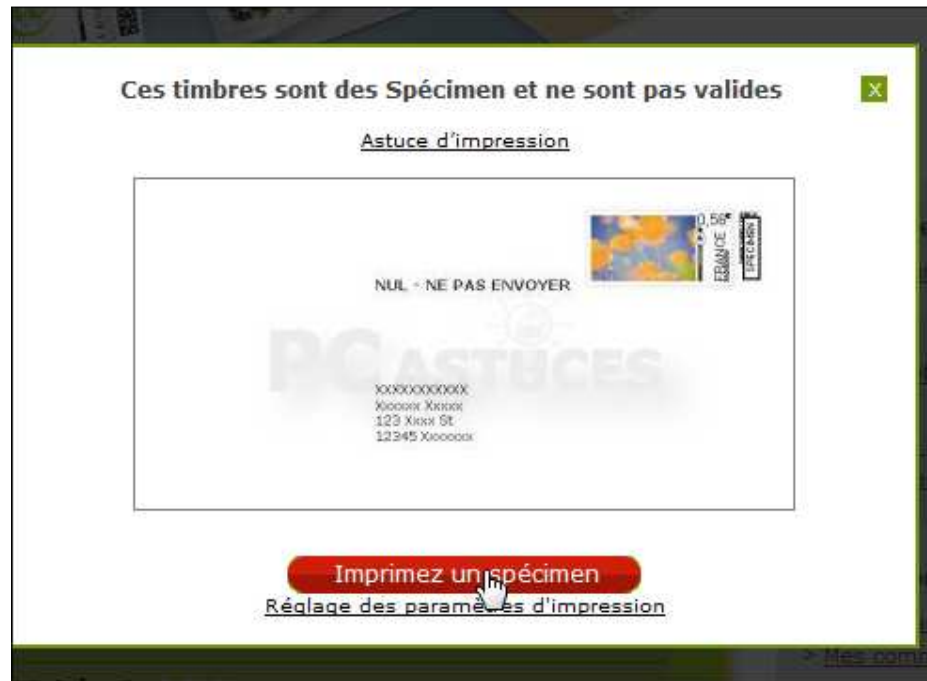 Ces timbres sont des Spécimen et ne sont pas valides
X
Astuce d'impression
0,56€
FRANCE
SPECIMEN
NUL - NE PAS ENVOYER
PC ASTUCES
XXXXXXXXXXX
Xxxxxx Xxxxx
123 Xxxx St
12345 Xxxxxxx
Imprimez un spécimen
Réglage des paramètres d'impression
> Mes comm